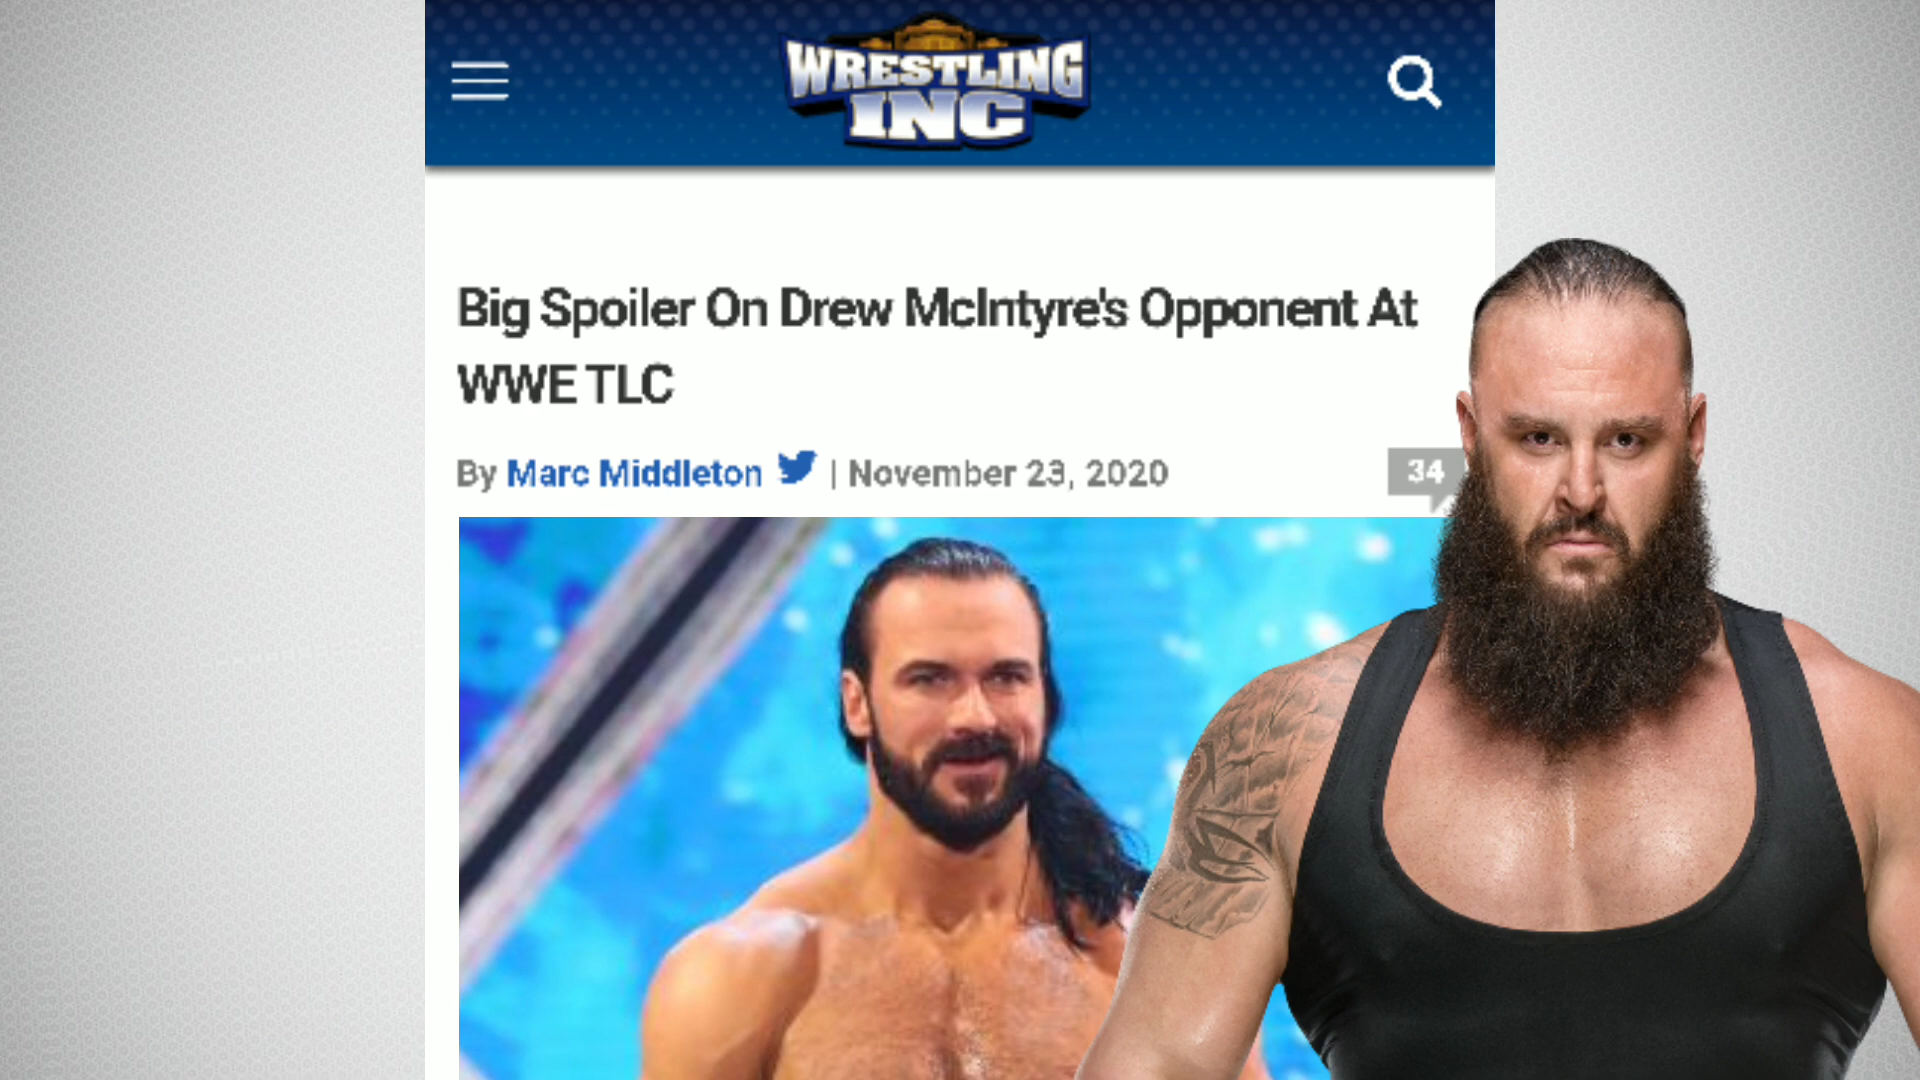 WRESTLING
INC
Big Spoiler On Drew McIntyre's Opponent At
WWE TLC
By Marc Middleton | November 23, 2020
34